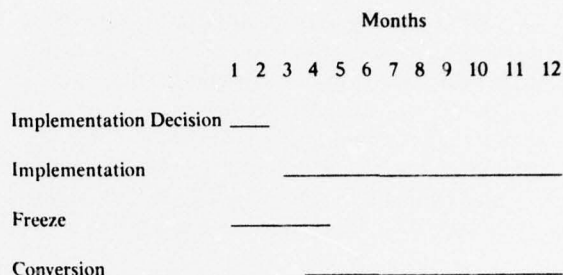 Months
1 2 3 4 5 6 7 8 9 10 11 12
Implementation Decision
Implementation
Freeze
Conversion